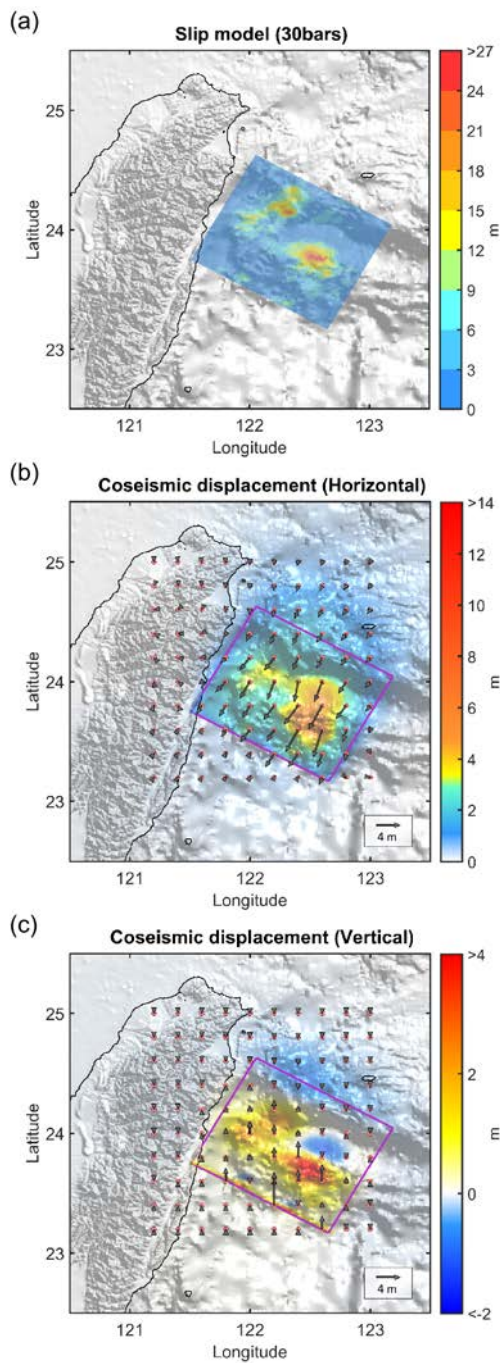 (a)
Slip model (30bars)
25
24
23
Latitude
121
122
123
Longitude
>27
24
21
18
15
12
9
6
3
0
m
(b)
Coseismic displacement (Horizontal)
25
24
23
Latitude
121
122
123
Longitude
4 m
>14
12
10
8
6
4
2
0
m
(c)
Coseismic displacement (Vertical)
25
24
23
Latitude
121
122
123
Longitude
4 m
>4
2
0
<-2
m